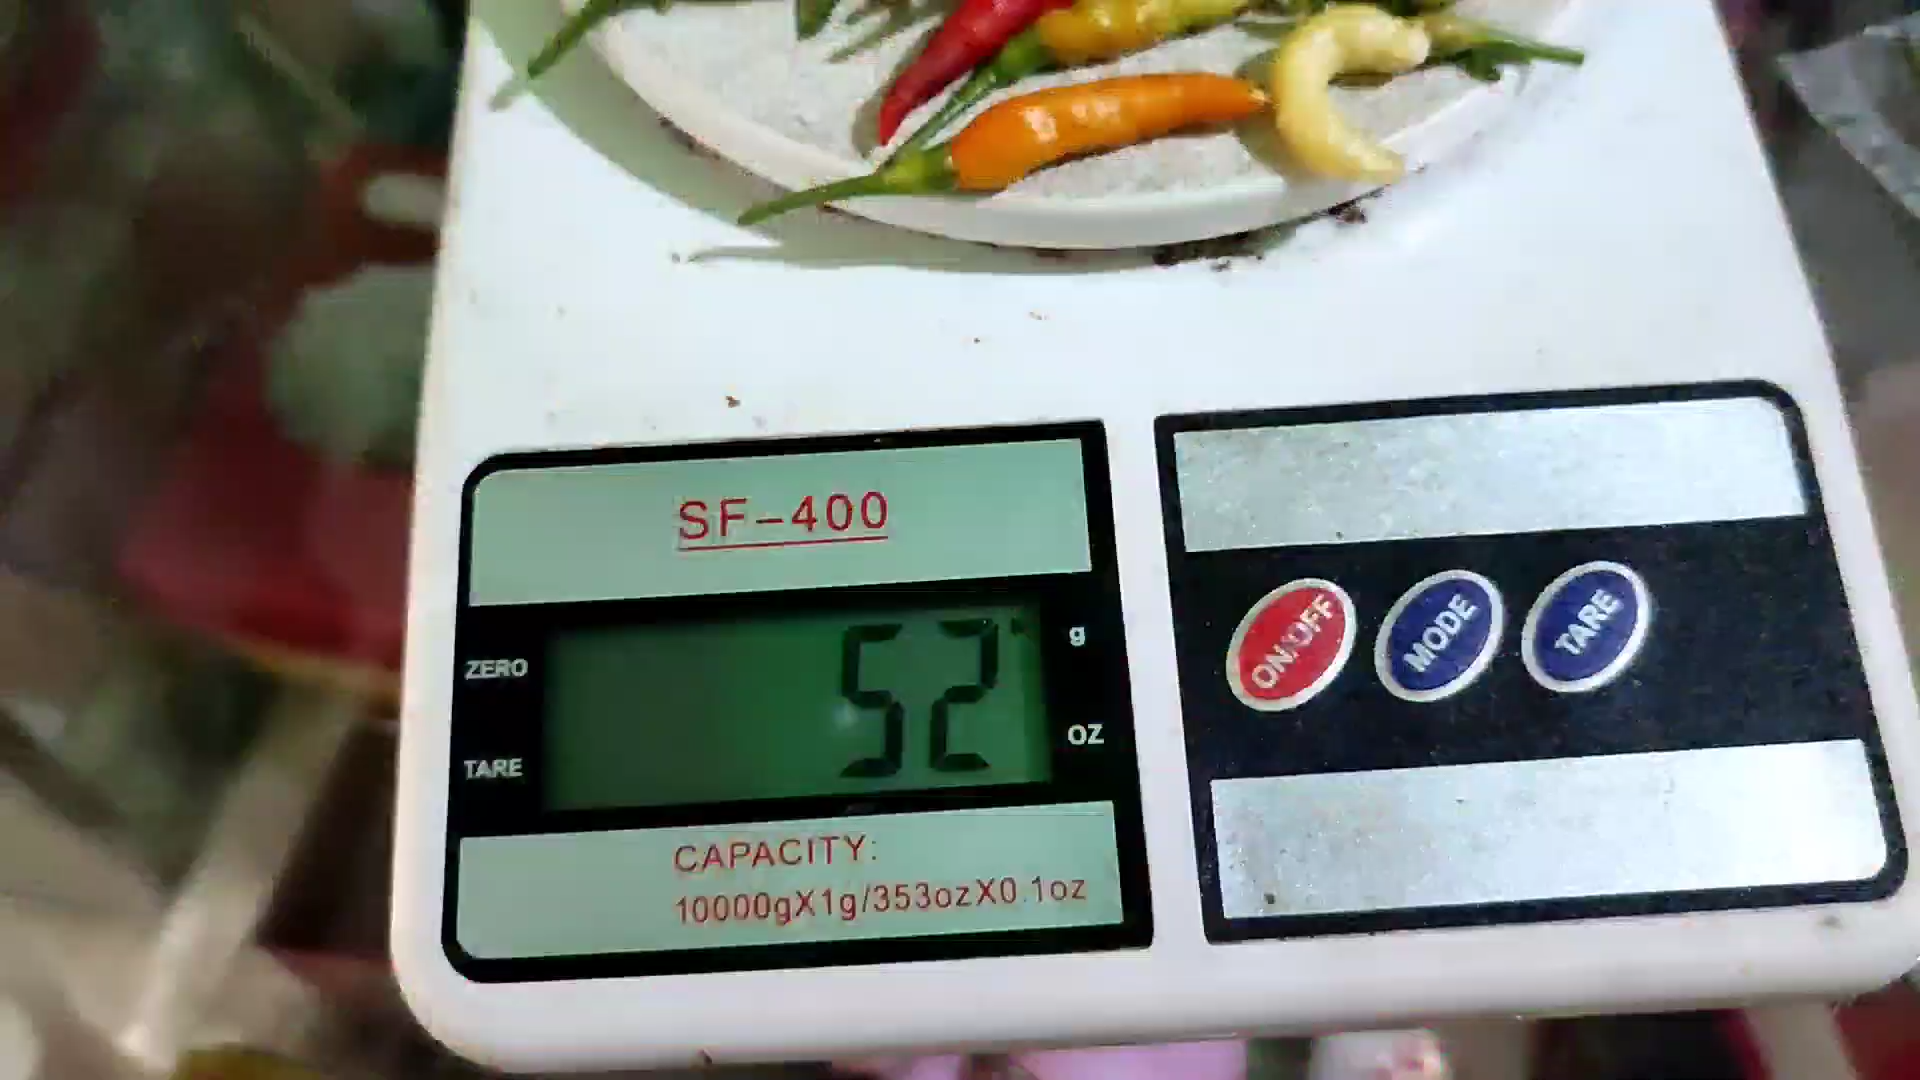 SF-400
ZERO
TARE
52
g
OZ
CAPACITY:
10000gX1g/353ozX0.1oz
ON/OFF
MODE
TARE